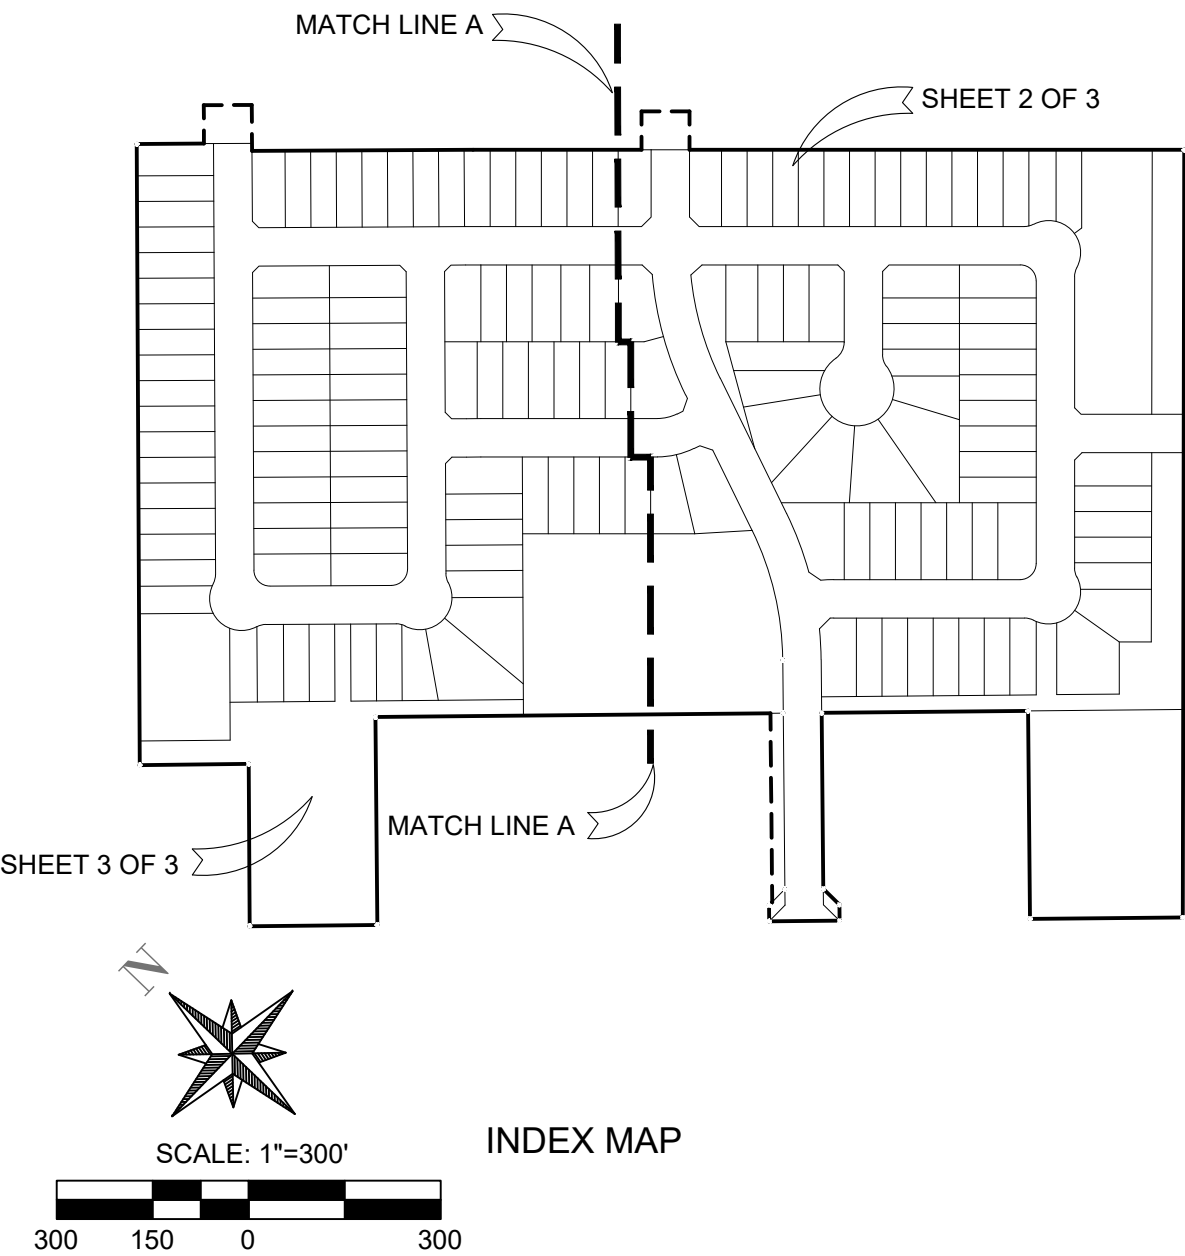 MATCH LINE A
SHEET 2 OF 3
MATCH LINE A
SHEET 3 OF 3
N
SCALE: 1"=300'
INDEX MAP
300 150 0 300